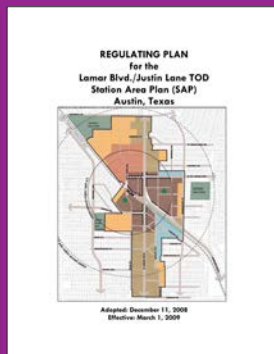 REGULATING PLAN
for the
Lamar Blvd./Justin Lane TOD
Station Area Plan (SAP)
Austin, Texas
Adopted: December 11, 2008
Effective: March 1, 2009